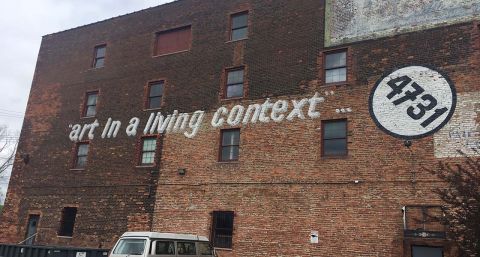 "art in a living context"...
4731